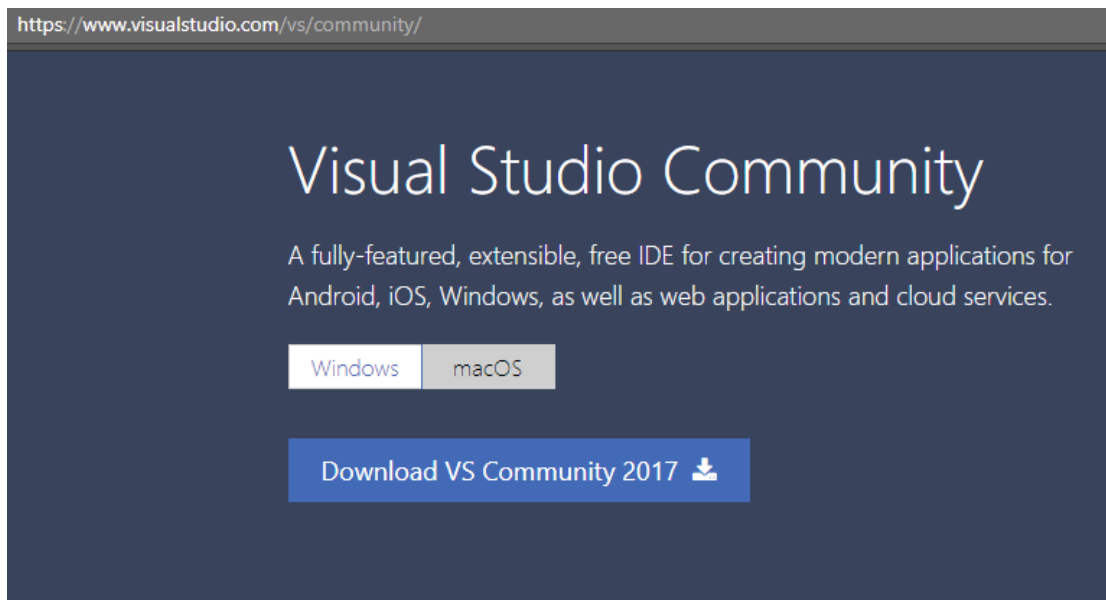 https://www.visualstudio.com/vs/community/
Visual Studio Community
A fully-featured, extensible, free IDE for creating modern applications for
Android, iOS, Windows, as well as web applications and cloud services.
Windows macOS
Download VS Community 2017